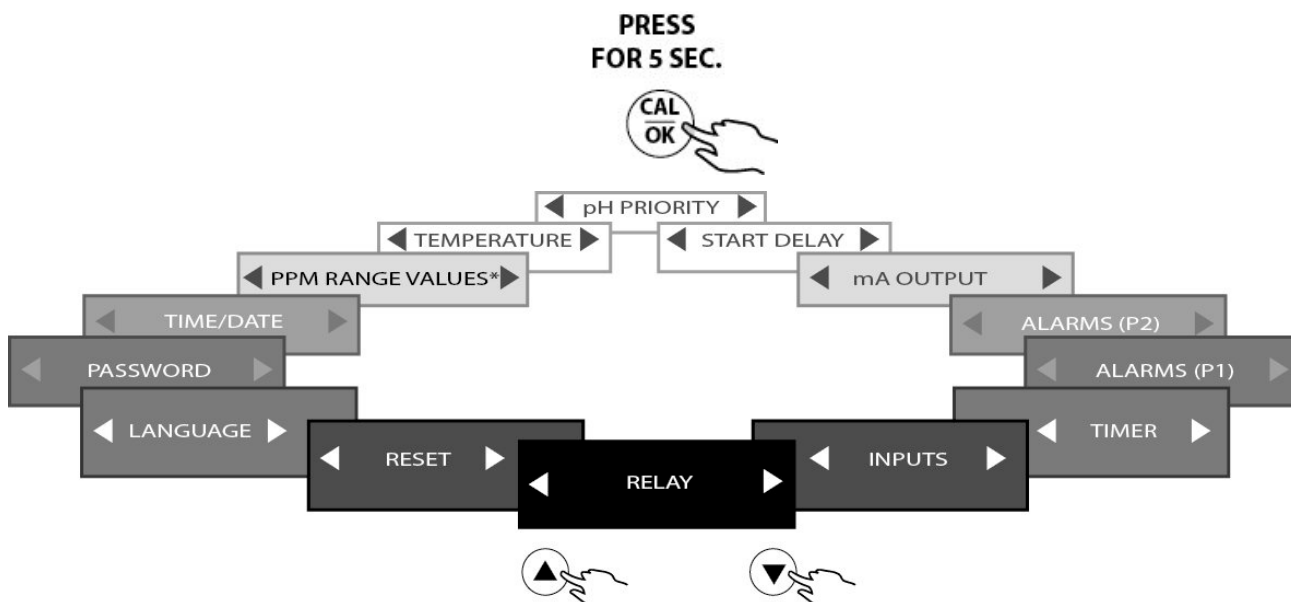 PRESS
FOR 5 SEC.
CAL
OK
pH PRIORITY
TEMPERATURE
START DELAY
PPM RANGE VALUES*
mA OUTPUT
TIME/DATE
ALARMS (P2)
PASSWORD
ALARMS (P1)
LANGUAGE
TIMER
RESET
INPUTS
RELAY